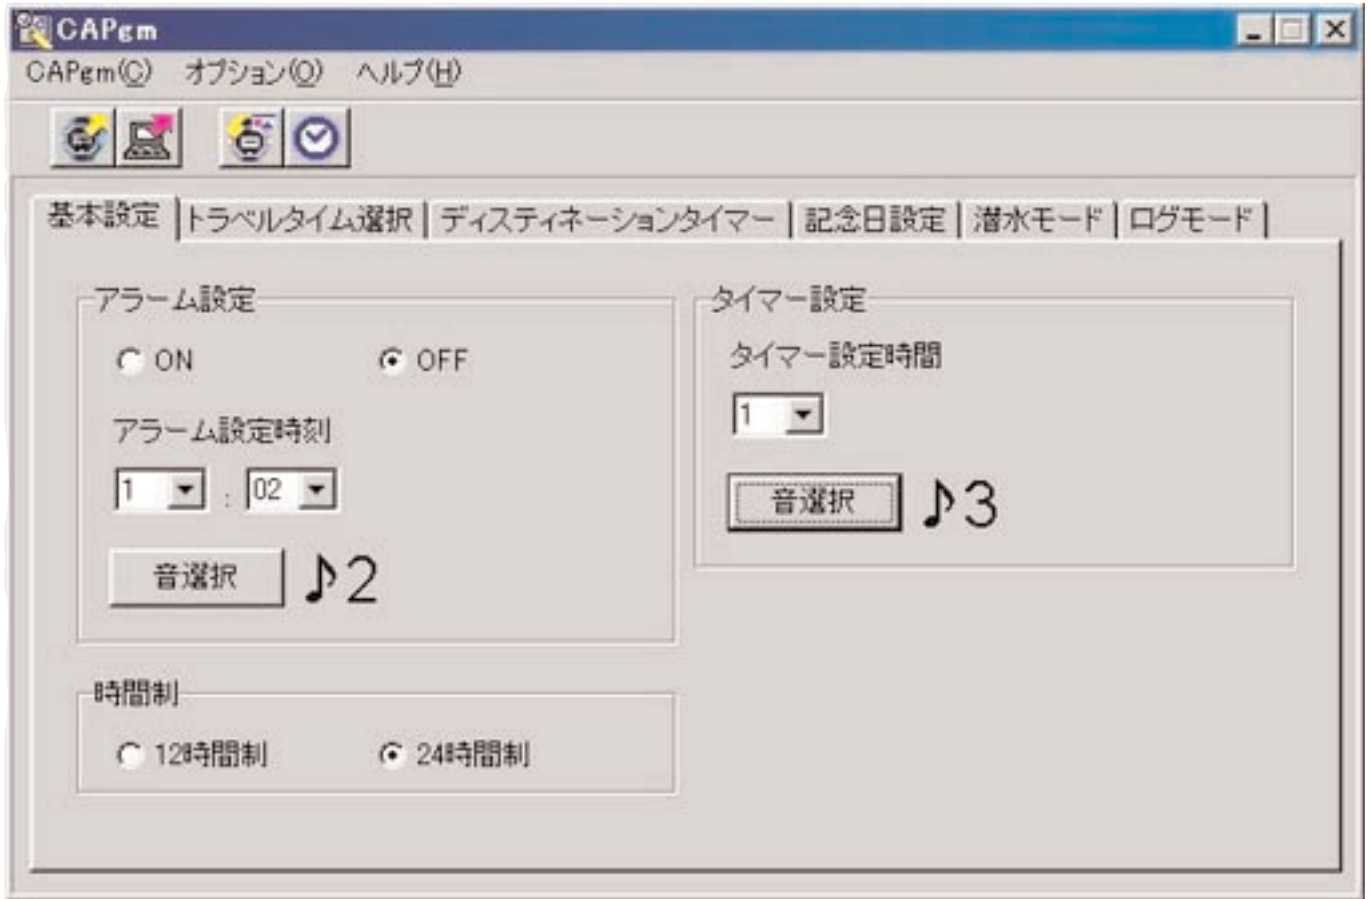 CAPgm
CAPgm(C) オプション(O) ヘルプ(H)
基本設定 トラベルタイム選択 ディスティネーションタイマー 記念日設定 潜水モード ログモード
アラーム設定
ON OFF
アラーム設定時刻
1 : 02
音選択 ♪2
タイマー設定
タイマー設定時間
1
音選択 ♪3
時間制
12時間制 24時間制